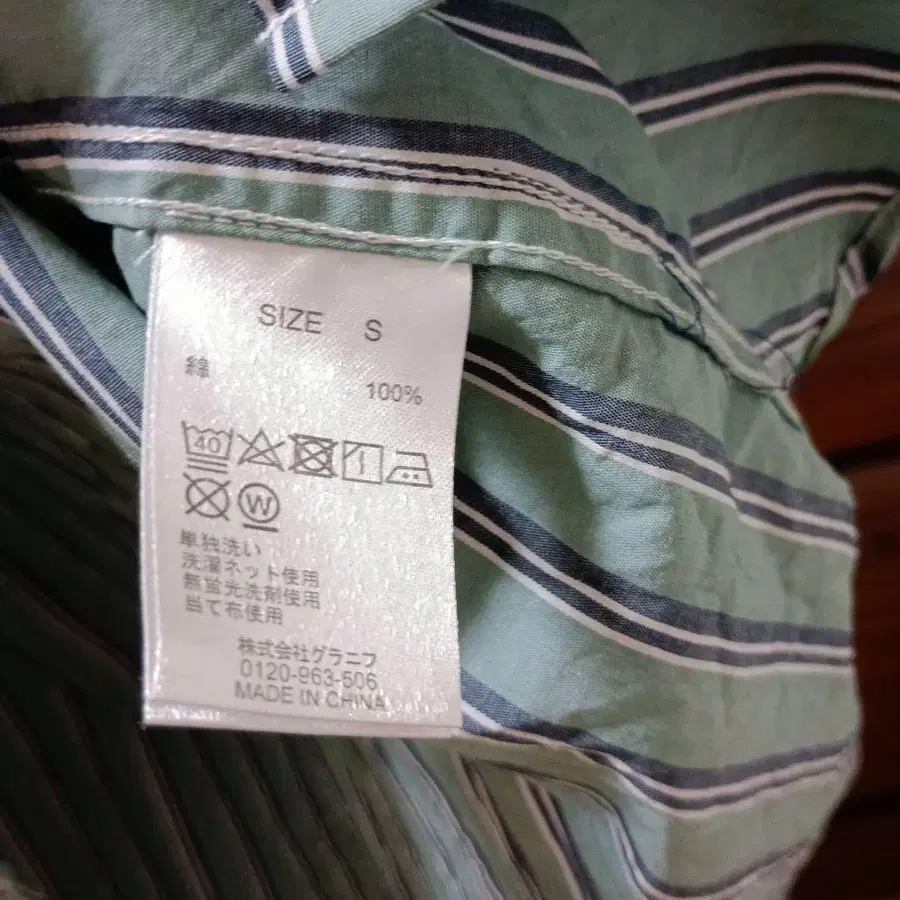 SIZE S
綿
100%
40
W
単独洗い
洗濯ネット使用
無蛍光洗剤使用
当て布使用
株式会社グラニフ
0120-963-506
MADE IN CHINA